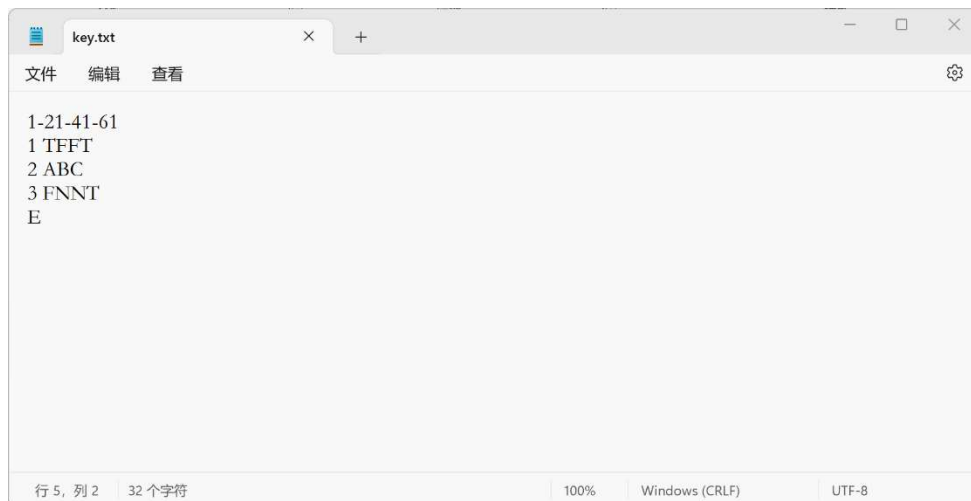 key.txt
文件 编辑 查看
1-21-41-61
1 TFFT
2 ABC
3 FNNT
E
行 5，列 2 32 个字符 100% Windows (CRLF) UTF-8